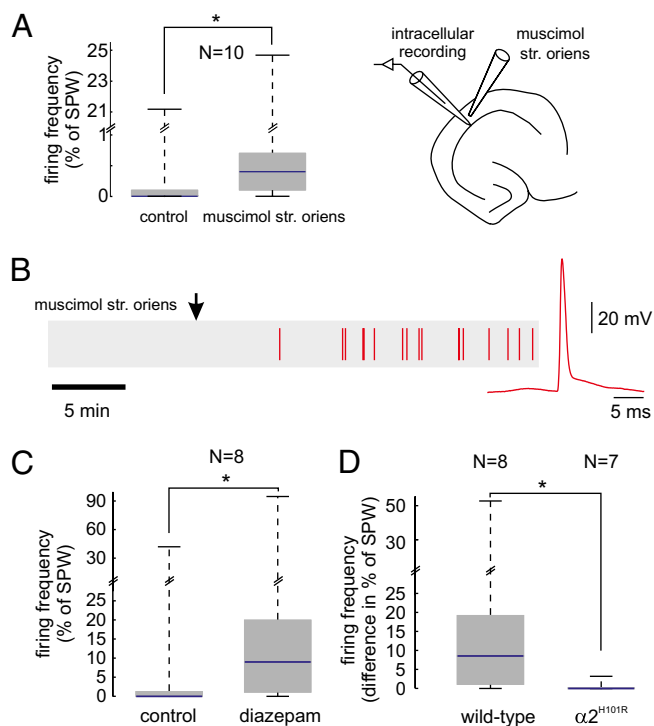 A
firing frequency
(% of SPW)
25
21
1
0
*
N=10
control
muscimol str. oriens
intracellular
recording
muscimol
str. oriens
B
muscimol str. oriens
5 min
20 mV
5 ms
C
N=8
*
firing frequency
(% of SPW)
90
60
30
25
20
15
10
5
0
control
diazepam
D
N=8
N=7
*
firing frequency
(difference in % of SPW)
50
30
20
15
10
5
0
wild-type
α2H101R